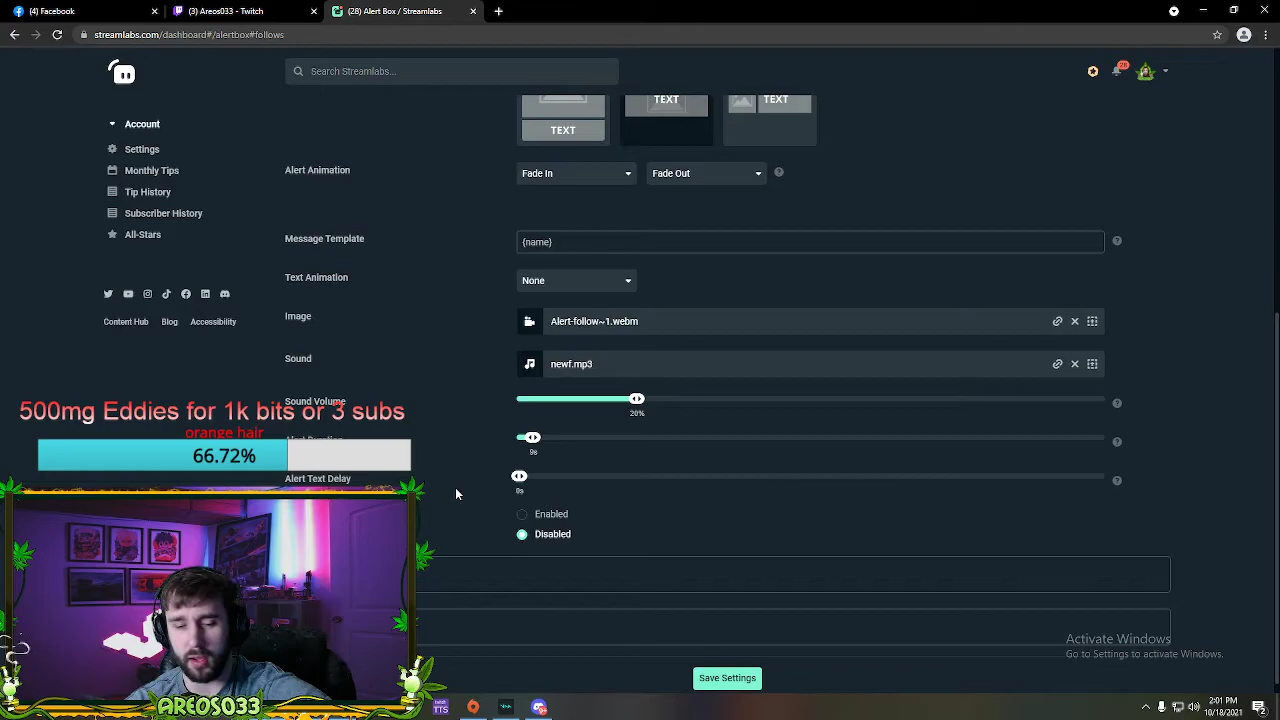 (4) Facebook
(3) Areos033 - Twitch
(28) Alert Box / Streamlabs
streamlabs.com/dashboard#/alertbox#follows
Search Streamlabs...
28
Account
Settings
Monthly Tips
Tip History
Subscriber History
All-Stars
Content Hub Blog Accessibility
TEXT
TEXT
TEXT
Alert Animation
Fade In
Fade Out
Message Template
{name}
Text Animation
None
Image
Alert-follow~1.webm
Sound
newf.mp3
Sound Volume
20%
9s
Alert Text Delay
0s
Enabled
Disabled
500mg Eddies for 1k bits or 3 subs
orange hair
66.72%
AREOS033
Save Settings
Activate Windows
Go to Settings to activate Windows.
TTS
2:01 PM
10/18/2021